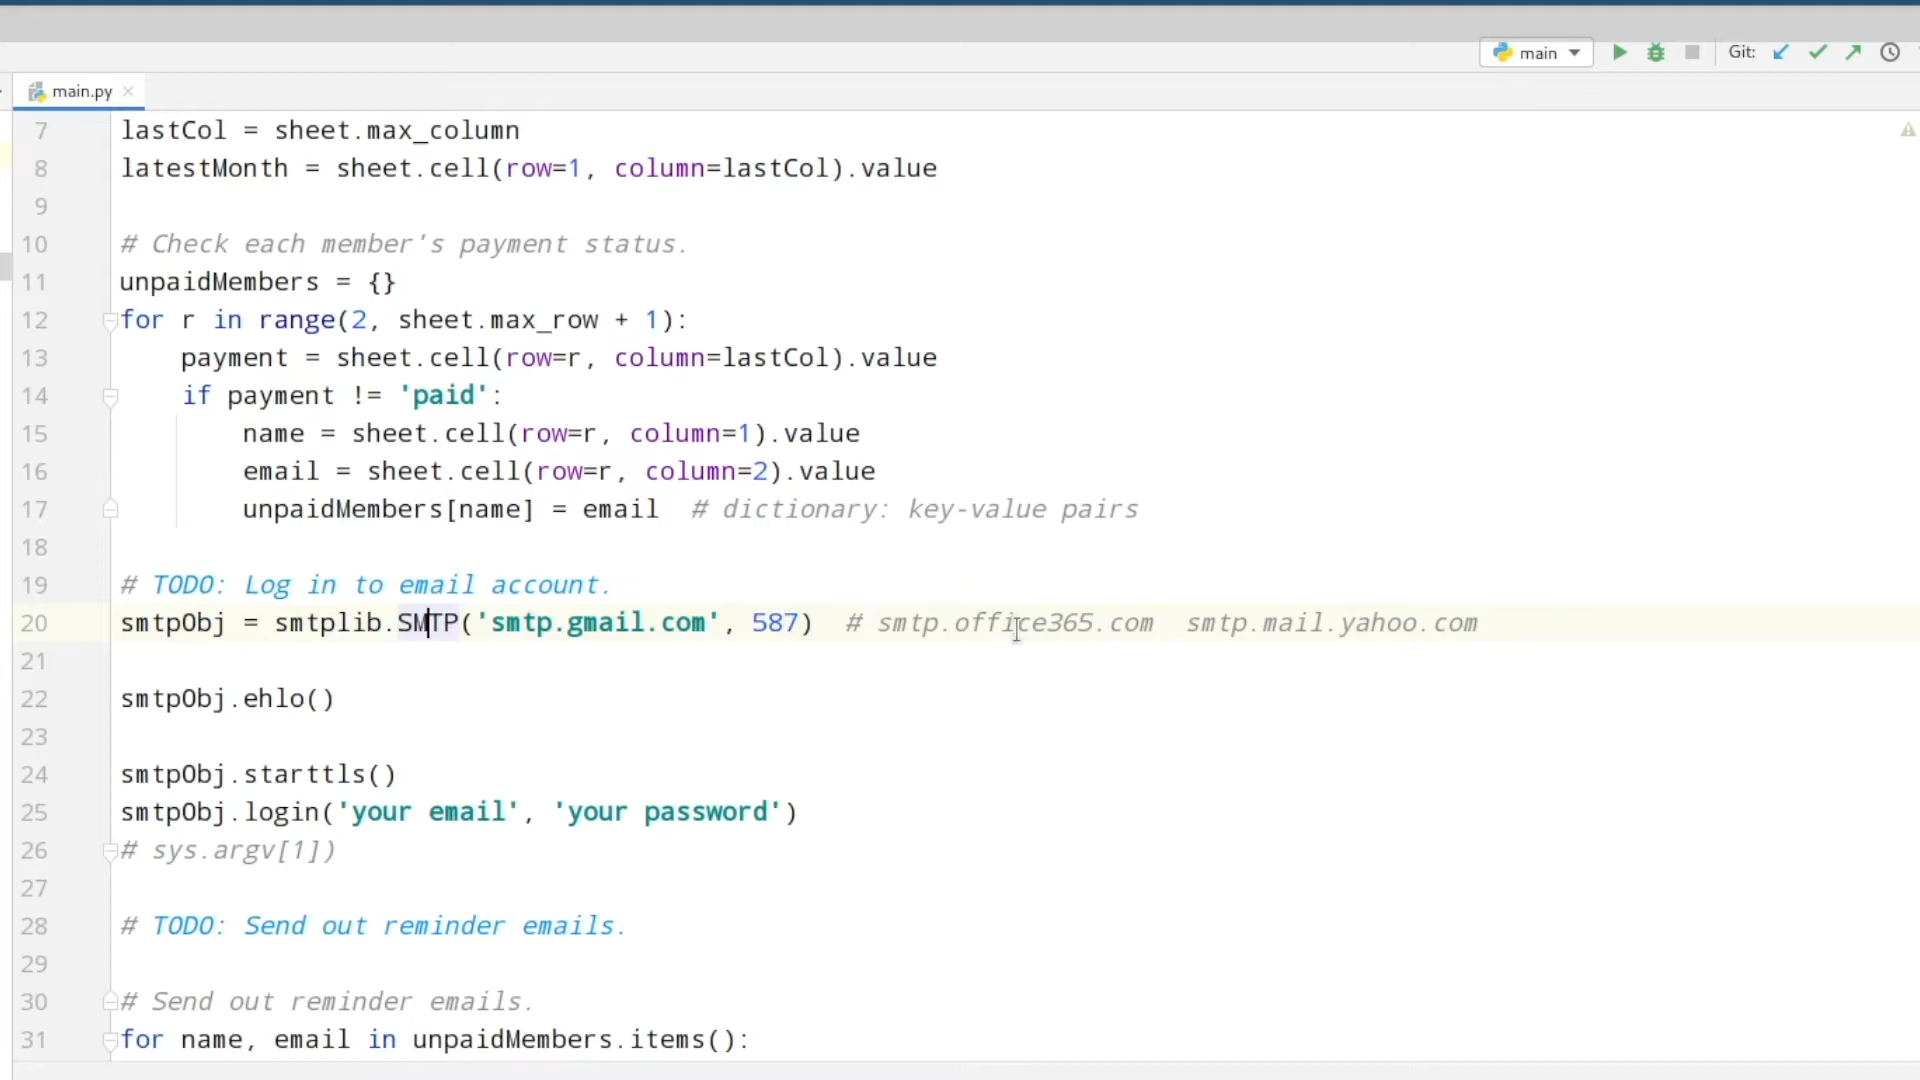 main
Git:
main.py
7 lastCol = sheet.max_column
8 latestMonth = sheet.cell(row=1, column=lastCol).value
9
10 # Check each member's payment status.
11 unpaidMembers = {}
12 for r in range(2, sheet.max_row + 1):
13 payment = sheet.cell(row=r, column=lastCol).value
14 if payment != 'paid':
15 name = sheet.cell(row=r, column=1).value
16 email = sheet.cell(row=r, column=2).value
17 unpaidMembers[name] = email # dictionary: key-value pairs
18
19 # TODO: Log in to email account.
20 smtpObj = smtplib.SMTP('smtp.gmail.com', 587) # smtp.office365.com smtp.mail.yahoo.com
21
22 smtpObj.ehlo()
23
24 smtpObj.starttls()
25 smtpObj.login('your email', 'your password')
26 # sys.argv[1])
27
28 # TODO: Send out reminder emails.
29
30 # Send out reminder emails.
31 for name, email in unpaidMembers.items():